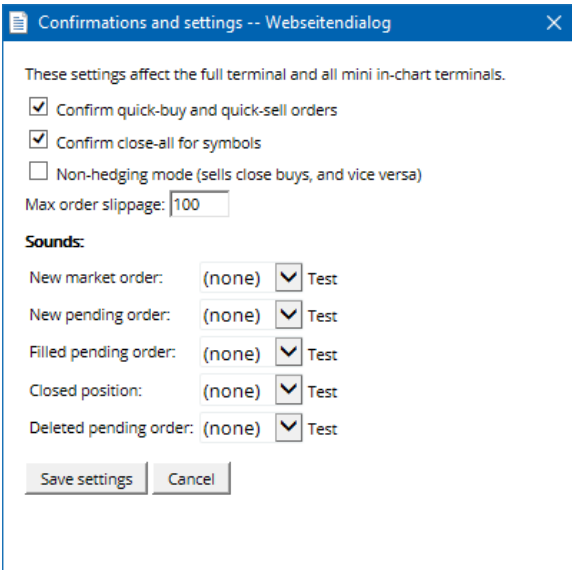 Confirmations and settings -- Webseitendialog
These settings affect the full terminal and all mini in-chart terminals.
Confirm quick-buy and quick-sell orders
Confirm close-all for symbols
Non-hedging mode (sells close buys, and vice versa)
Max order slippage: 100
Sounds:
New market order: (none) Test
New pending order: (none) Test
Filled pending order: (none) Test
Closed position: (none) Test
Deleted pending order: (none) Test
Save settings Cancel